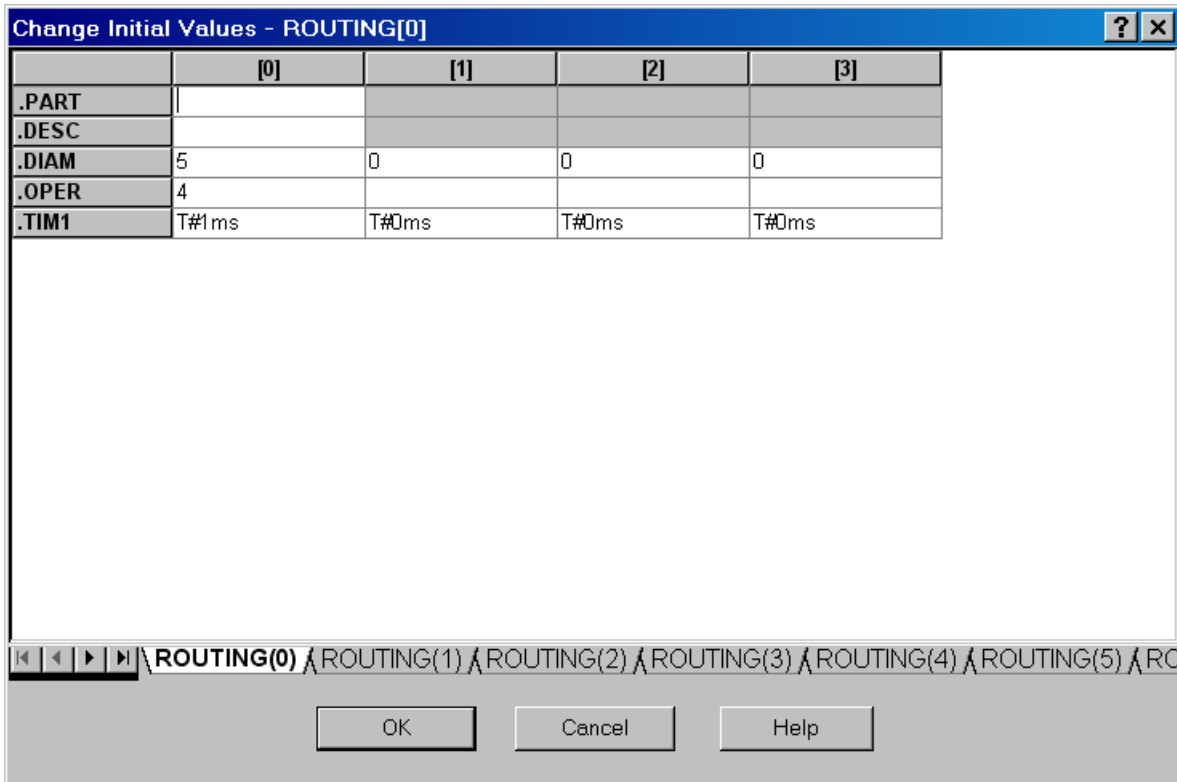 Change Initial Values - ROUTING[0]
[0] [1] [2] [3]
.PART
.DESC
.DIAM 5 0 0 0
.OPER 4
.TIM1 T#1ms T#0ms T#0ms T#0ms
ROUTING(0) ROUTING(1) ROUTING(2) ROUTING(3) ROUTING(4) ROUTING(5) RO
OK Cancel Help